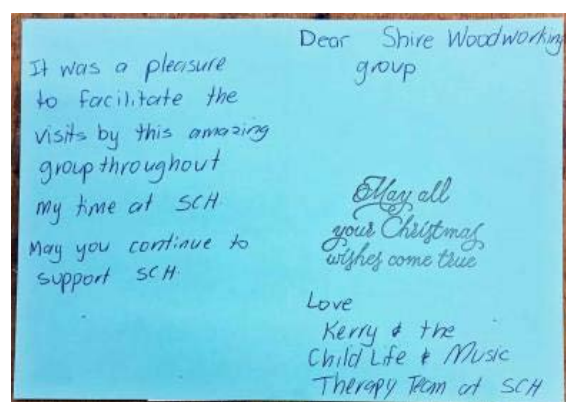 It was a pleasure
to facilitate the
visits by this amazing
group throughout
my time at SCH.
May you continue to
support SCH.
Dear Shire Woodworking
group
May all
your Christmas
wishes come true
Love
Kerry & the
Child Life & Music
Therapy Team at SCH